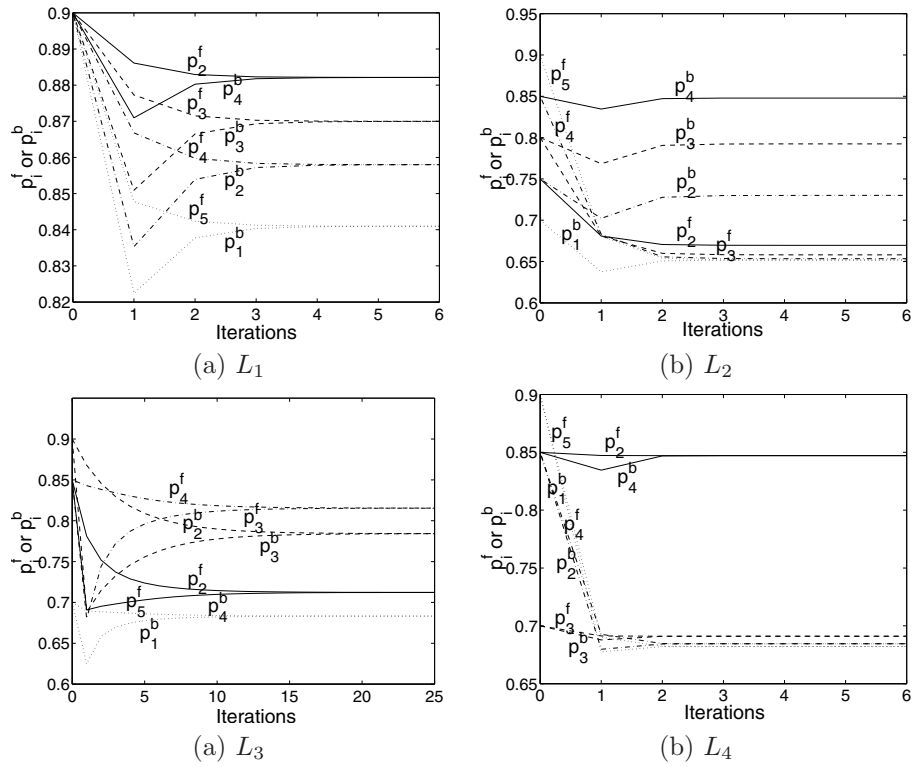 0.9
0.89
0.88
0.87
0.86
0.85
0.84
0.83
0.82
p_i^f or p_i^b
p_2^f
p_4^b
p_3^f
p_3^b
p_4^f
p_2^b
p_5^f
p_1^b
0 1 2 3 4 5 6
Iterations
(a) L_1
0.95
0.9
0.85
0.8
0.75
0.7
0.65
0.6
p_i^f or p_i^b
p_5^f
p_4^b
p_4^f
p_3^b
p_2^b
p_1^b
p_2^f
p_3^f
0 1 2 3 4 5 6
Iterations
(b) L_2
0.9
0.85
0.8
0.75
0.7
0.65
0.6
p_i^f or p_i^b
p_4^f
p_2^b
p_3^f
p_3^b
p_2^f
p_5^f
p_4^b
p_1^b
0 5 10 15 20 25
Iterations
(a) L_3
0.9
0.85
0.8
0.75
0.7
0.65
p_i^f or p_i^b
p_5^f
p_2^f
p_4^b
p_1^b
p_4^f
p_2^b
p_3^f
p_3^b
0 1 2 3 4 5 6
Iterations
(b) L_4